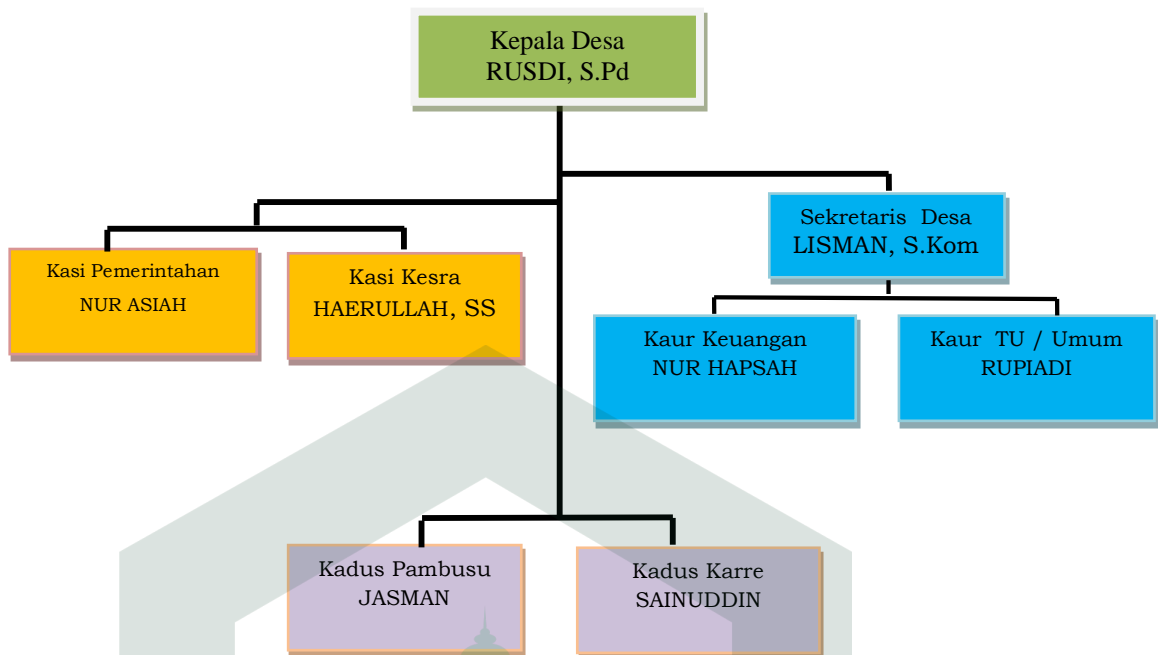 Kepala Desa
RUSDI, S.Pd
Sekretaris Desa
LISMAN, S.Kom
Kasi Pemerintahan
NUR ASIAH
Kasi Kesra
HAERULLAH, SS
Kaur Keuangan
NUR HAPSAH
Kaur TU / Umum
RUPIADI
Kadus Pambusu
JASMAN
Kadus Karre
SAINUDDIN